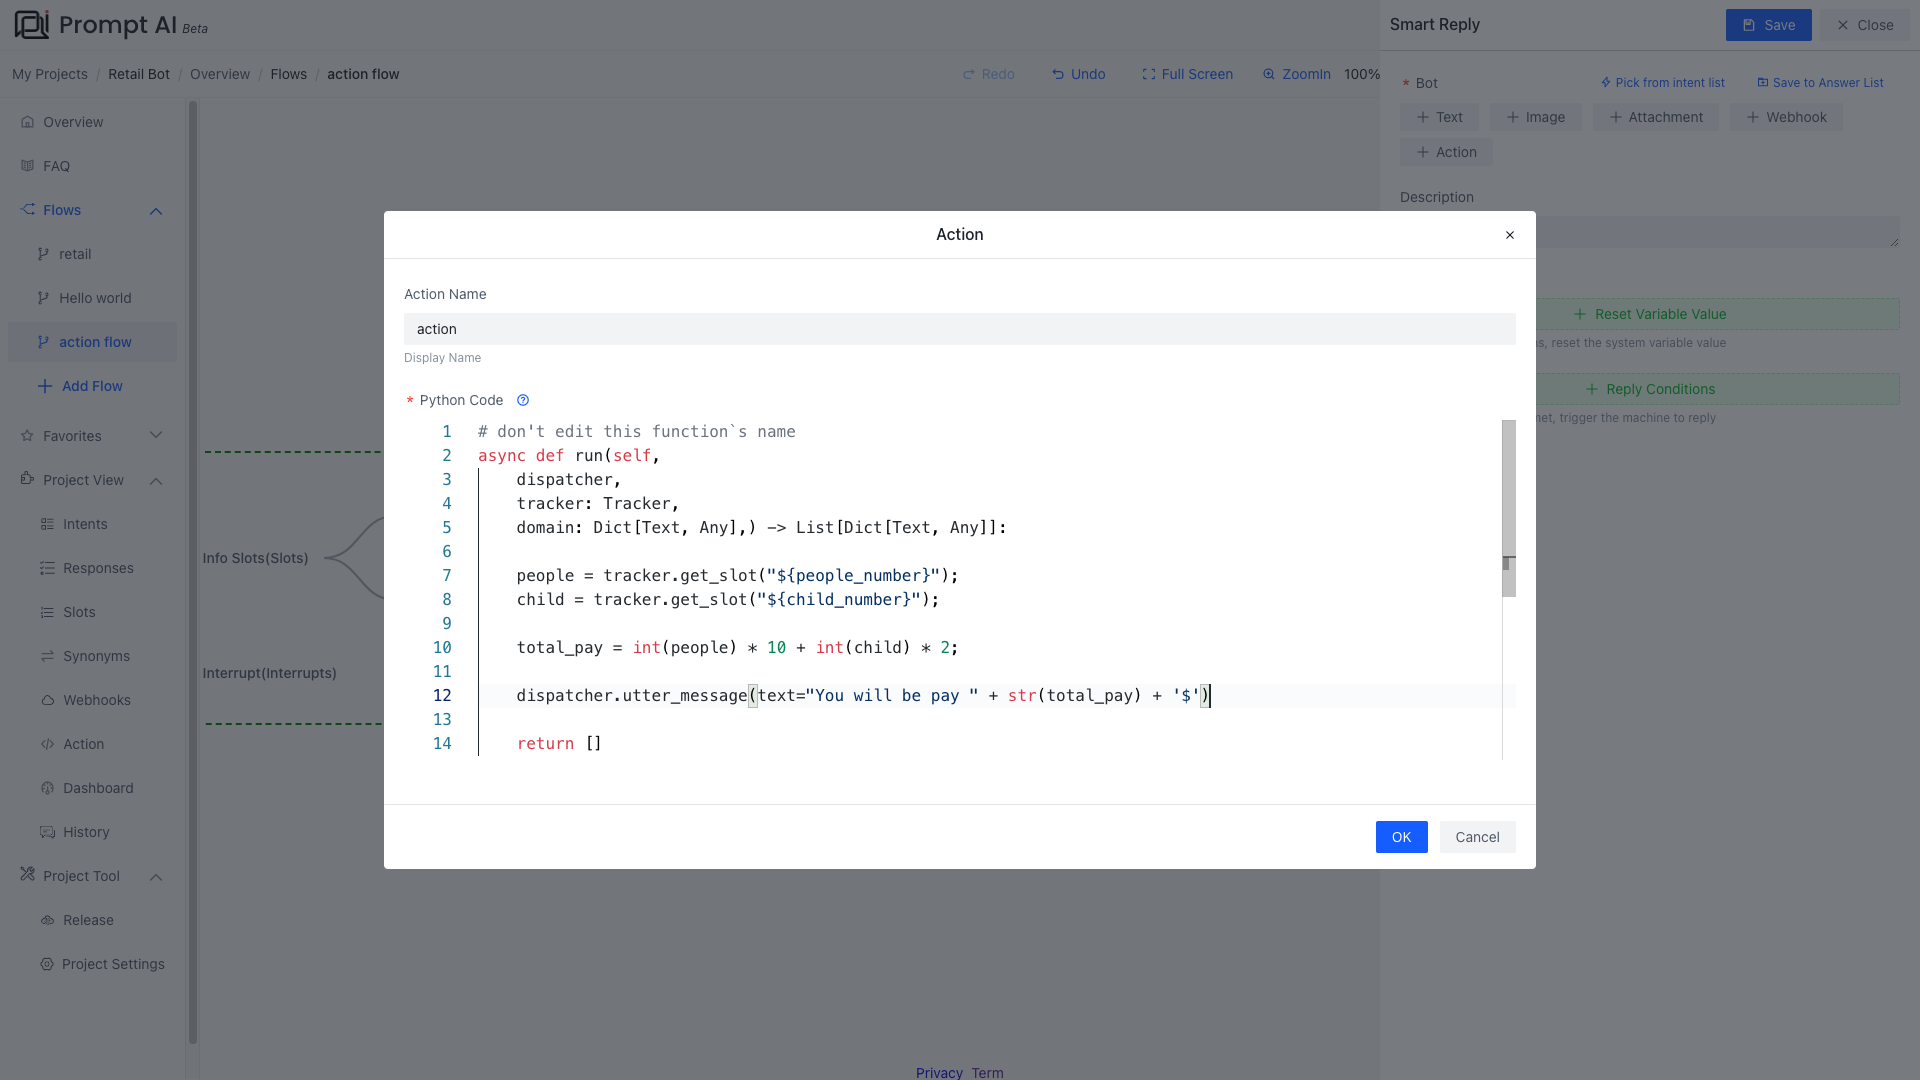 Prompt AI Beta
Smart Reply
Save
Close
My Projects / Retail Bot / Overview / Flows / action flow
Redo
Undo
Full Screen
ZoomIn
100%
* Bot
Pick from intent list
Save to Answer List
+ Text
+ Image
+ Attachment
+ Webhook
+ Action
Description
+ Reset Variable Value
s, reset the system variable value
+ Reply Conditions
met, trigger the machine to reply
Overview
FAQ
Flows
retail
Hello world
action flow
+ Add Flow
Favorites
Project View
Intents
Responses
Slots
Synonyms
Webhooks
Action
Dashboard
History
Project Tool
Release
Project Settings
Info Slots(Slots)
Interrupt(Interrupts)
Action
Action Name
action
Display Name
* Python Code
1 # don't edit this function`s name
2 async def run(self,
3 dispatcher,
4 tracker: Tracker,
5 domain: Dict[Text, Any],) -> List[Dict[Text, Any]]:
6
7 people = tracker.get_slot("${people_number}");
8 child = tracker.get_slot("${child_number}");
9
10 total_pay = int(people) * 10 + int(child) * 2;
11
12 dispatcher.utter_message(text="You will be pay " + str(total_pay) + '$')
13
14 return []
OK
Cancel
Privacy Term